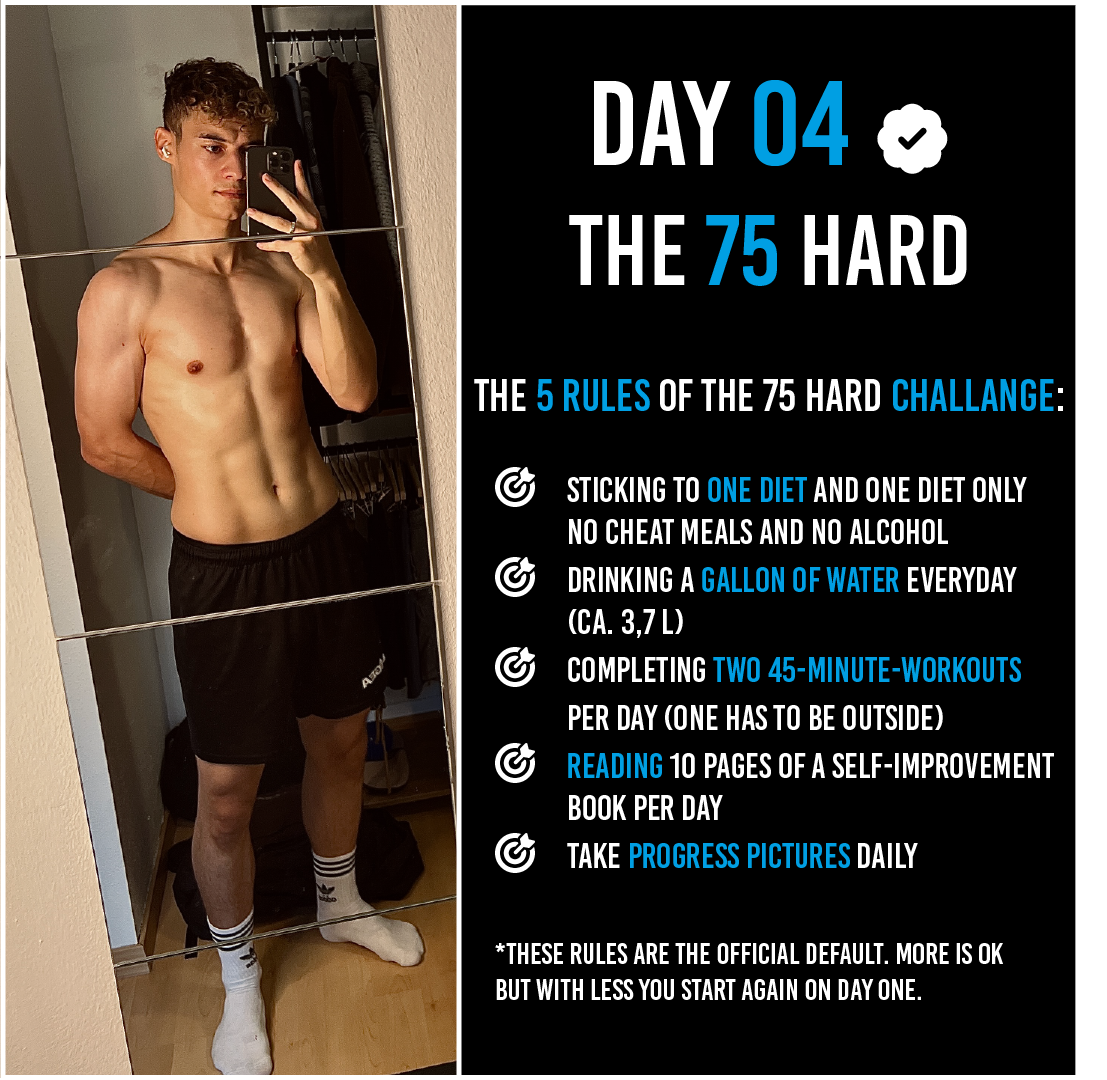 DAY 04
THE 75 HARD
THE 5 RULES OF THE 75 HARD CHALLANGE:
STICKING TO ONE DIET AND ONE DIET ONLY
NO CHEAT MEALS AND NO ALCOHOL
DRINKING A GALLON OF WATER EVERYDAY
(CA. 3,7 L)
COMPLETING TWO 45-MINUTE-WORKOUTS
PER DAY (ONE HAS TO BE OUTSIDE)
READING 10 PAGES OF A SELF-IMPROVEMENT
BOOK PER DAY
TAKE PROGRESS PICTURES DAILY
*THESE RULES ARE THE OFFICIAL DEFAULT. MORE IS OK
BUT WITH LESS YOU START AGAIN ON DAY ONE.